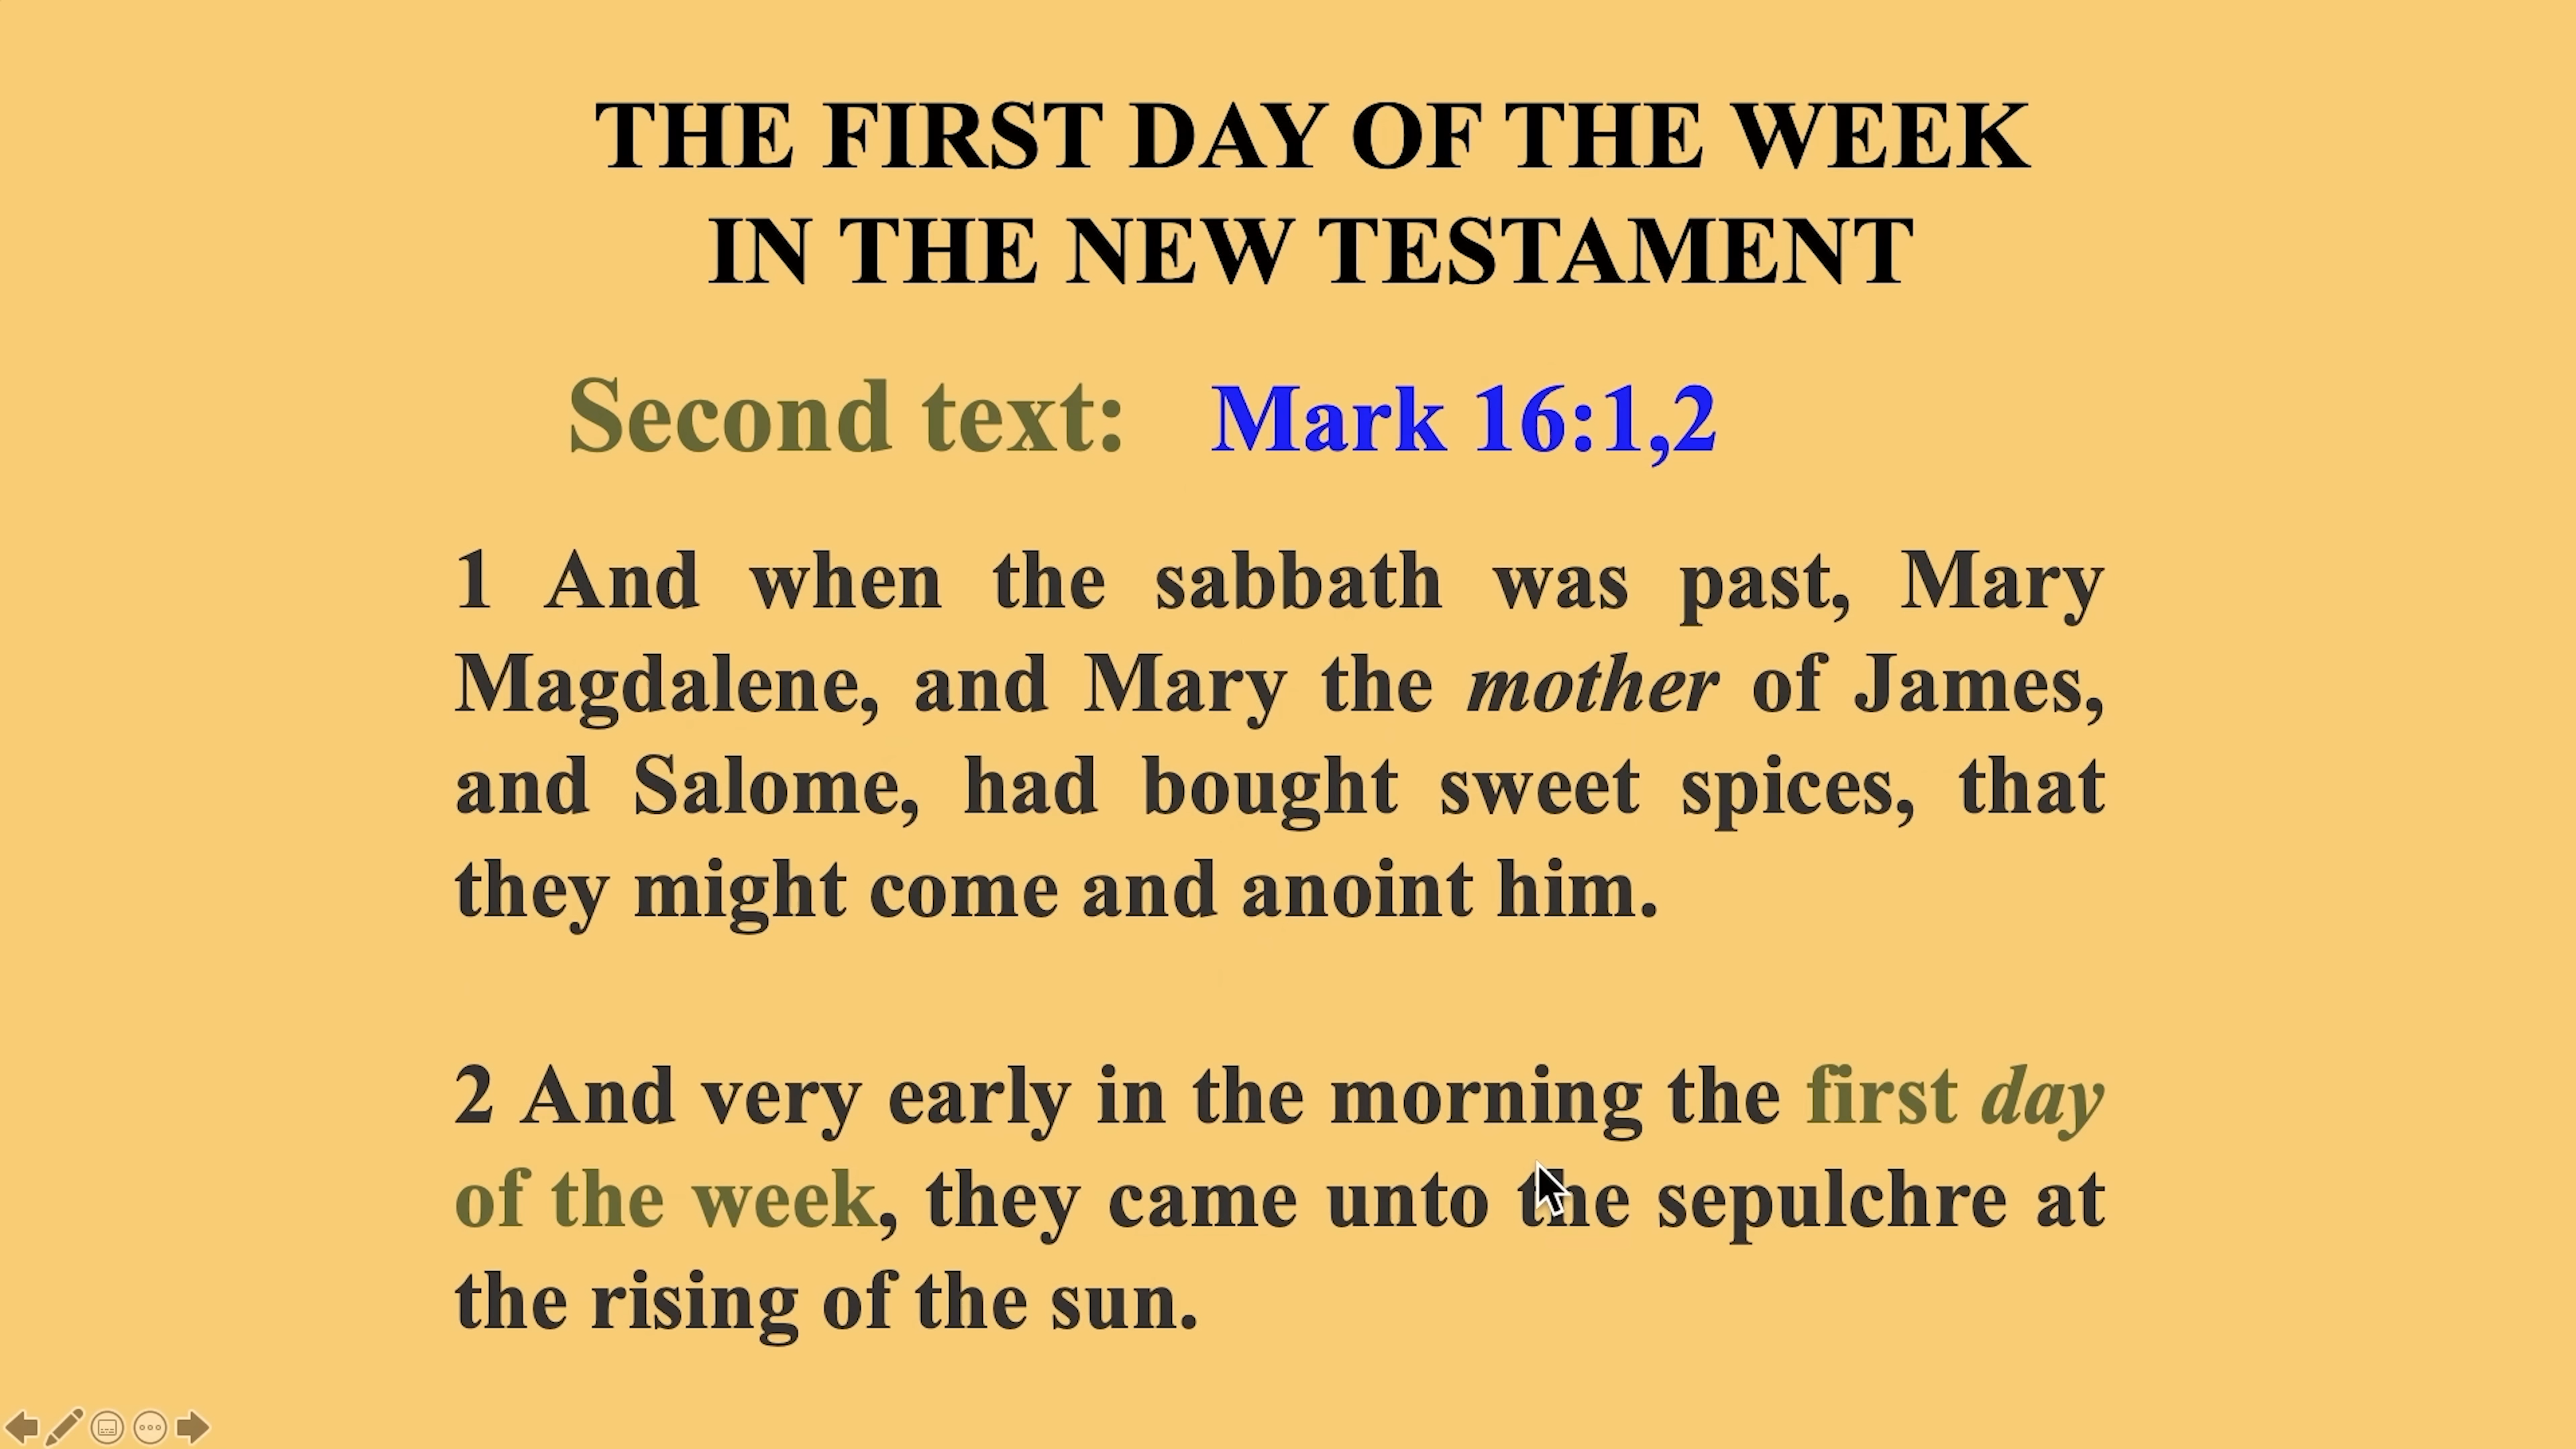 THE FIRST DAY OF THE WEEK
IN THE NEW TESTAMENT
Second text: Mark 16:1,2
1 And when the sabbath was past, Mary
Magdalene, and Mary the mother of James,
and Salome, had bought sweet spices, that
they might come and anoint him.
2 And very early in the morning the first day
of the week, they came unto the sepulchre at
the rising of the sun.